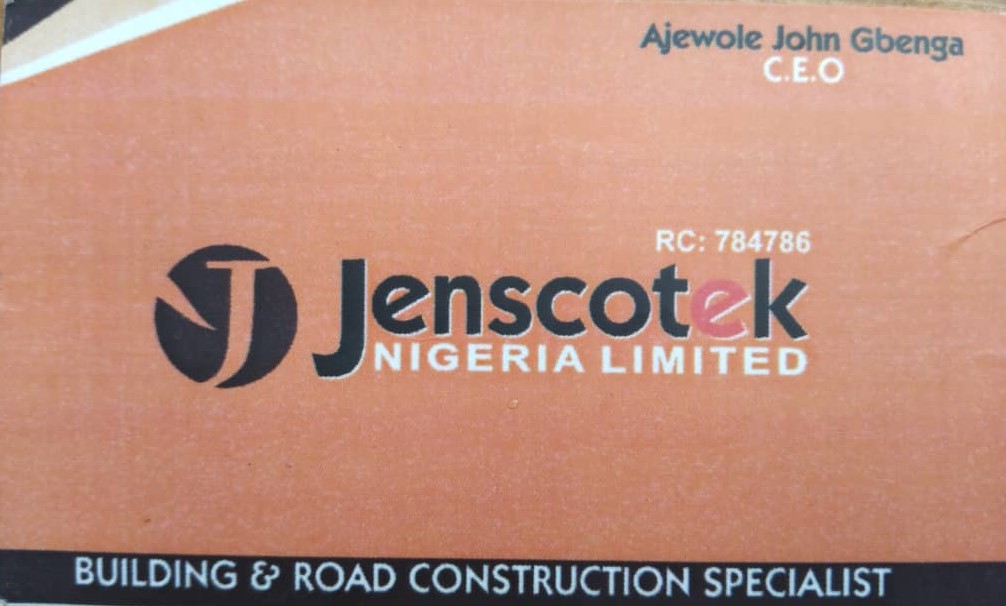 Ajewole John Gbenga
C.E.O
RC: 784786
J Jenscotek
NIGERIA LIMITED
BUILDING & ROAD CONSTRUCTION SPECIALIST